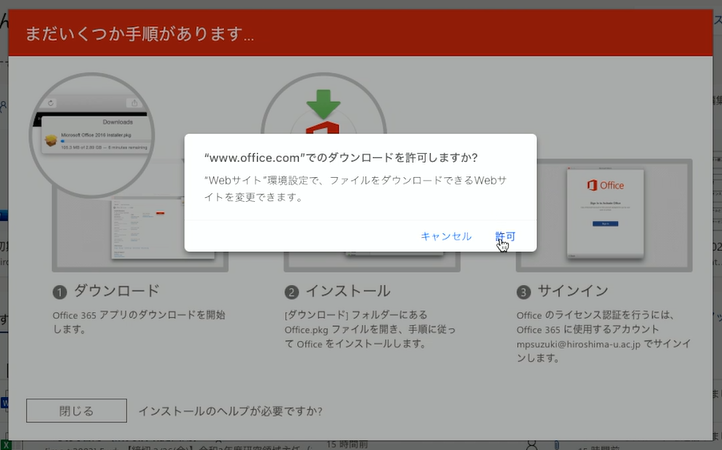 まだいくつか手順があります...
Downloads
Microsoft Office 2016 Installer.pkg
“www.office.com”でのダウンロードを許可しますか?
"Webサイト"環境設定で、ファイルをダウンロードできるWebサ
イトを変更できます。
キャンセル 許可
Office
1 ダウンロード
Office 365 アプリのダウンロードを開始
します。
2 インストール
[ダウンロード] フォルダーにある
Office.pkg ファイルを開き、手順に従っ
て Office をインストールします。
3 サインイン
Office のライセンス認証を行うには、
Office 365 に使用するアカウント
mpsuzuki@hiroshima-u.ac.jp でサインイ
ンします。
閉じる インストールのヘルプが必要ですか?
15 時間前